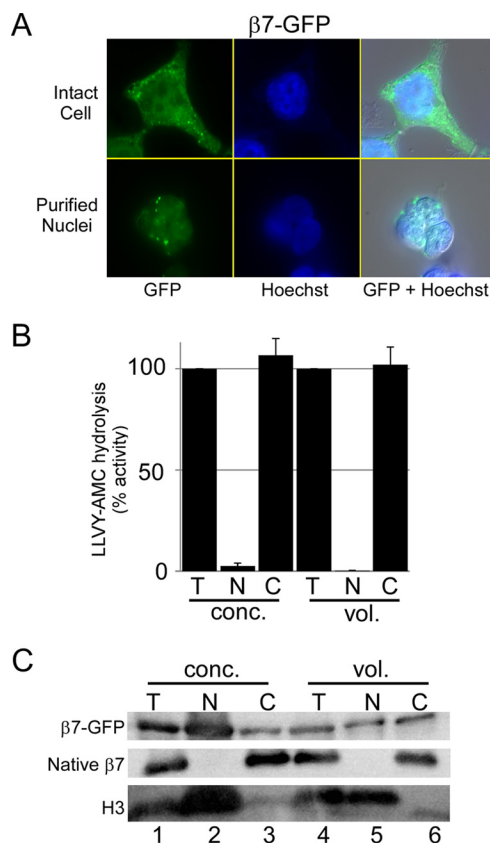 A
β7-GFP
Intact
Cell
Purified
Nuclei
GFP Hoechst GFP + Hoechst
B
LLVY-AMC hydrolysis
(% activity)
100
50
0
T N C T N C
conc. vol.
C
conc. vol.
T N C T N C
β7-GFP
Native β7
H3
1 2 3 4 5 6